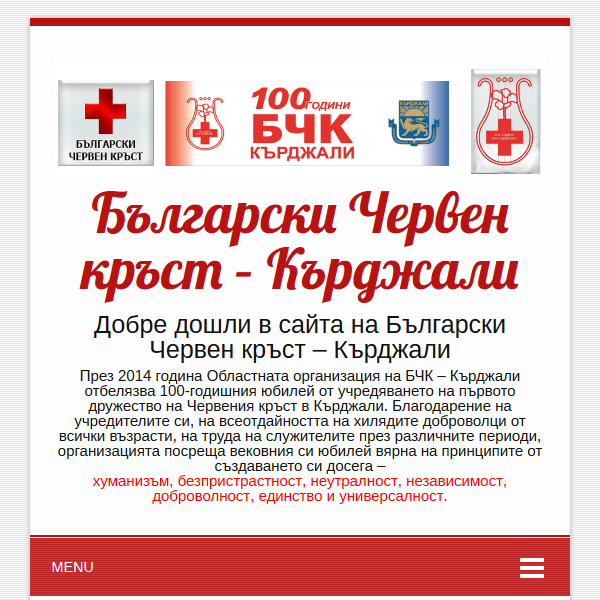 БЪЛГАРСКИ
ЧЕРВЕН КРЪСТ
100 години
БЧК
КЪРДЖАЛИ
КЪРДЖАЛИ
Български Червен
кръст – Кърджали
Добре дошли в сайта на Български
Червен кръст – Кърджали
През 2014 година Областната организация на БЧК – Кърджали
отбелязва 100-годишния юбилей от учредяването на първото
дружество на Червения кръст в Кърджали. Благодарение на
учредителите си, на всеотдайността на хилядите доброволци от
всички възрасти, на труда на служителите през различните периоди,
организацията посреща вековния си юбилей вярна на принципите от
създаването си досега –
хуманизъм, безпристрастност, неутралност, независимост,
доброволност, единство и универсалност.
MENU